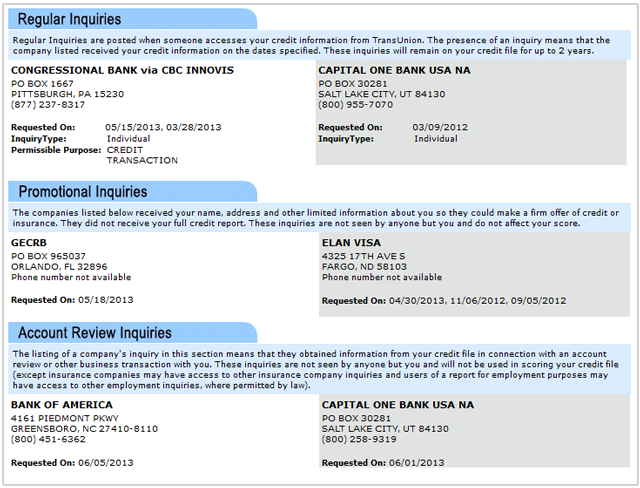 Regular Inquiries
Regular Inquiries are posted when someone accesses your credit information from TransUnion. The presence of an inquiry means that the
company listed received your credit information on the dates specified. These inquiries will remain on your credit file for up to 2 years.
CONGRESSIONAL BANK via CBC INNOVIS
PO BOX 1667
PITTSBURGH, PA 15230
(877) 237-8317
Requested On: 05/15/2013, 03/28/2013
InquiryType: Individual
Permissible Purpose: CREDIT
TRANSACTION
CAPITAL ONE BANK USA NA
PO BOX 30281
SALT LAKE CITY, UT 84130
(800) 955-7070
Requested On: 03/09/2012
InquiryType: Individual
Promotional Inquiries
The companies listed below received your name, address and other limited information about you so they could make a firm offer of credit or
insurance. They did not receive your full credit report. These inquiries are not seen by anyone but you and do not affect your score.
GECRB
PO BOX 965037
ORLANDO, FL 32896
Phone number not available
Requested On: 05/18/2013
ELAN VISA
4325 17TH AVE S
FARGO, ND 58103
Phone number not available
Requested On: 04/30/2013, 11/06/2012, 09/05/2012
Account Review Inquiries
The listing of a company's inquiry in this section means that they obtained information from your credit file in connection with an account
review or other business transaction with you. These inquiries are not seen by anyone but you and will not be used in scoring your credit file
(except insurance companies may have access to other insurance company inquiries and users of a report for employment purposes may
have access to other employment inquiries, where permitted by law).
BANK OF AMERICA
4161 PIEDMONT PKWY
GREENSBORO, NC 27410-8110
(800) 451-6362
Requested On: 06/05/2013
CAPITAL ONE BANK USA NA
PO BOX 30281
SALT LAKE CITY, UT 84130
(800) 258-9319
Requested On: 06/01/2013